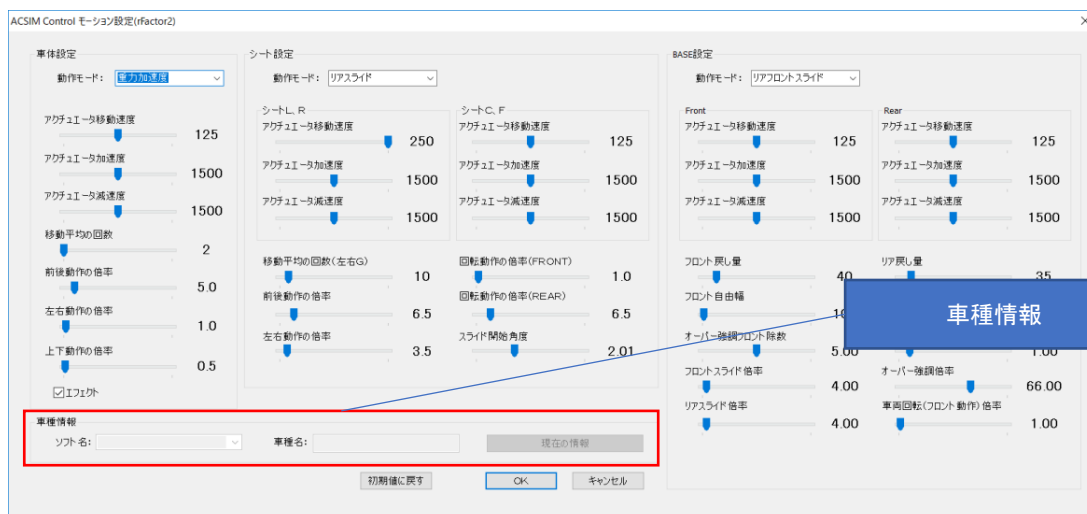 ACSIM Control モーション設定(rFactor2)
車体設定
動作モード: 重力加速度
アクチュエータ移動速度
125
アクチュエータ加速度
1500
アクチュエータ減速度
1500
移動平均の回数
2
前後動作の倍率
5.0
左右動作の倍率
1.0
上下動作の倍率
0.5
エフェクト
シート設定
動作モード: リアスライド
シートL, R
アクチュエータ移動速度
250
アクチュエータ加速度
1500
アクチュエータ減速度
1500
シートC, F
アクチュエータ移動速度
125
アクチュエータ加速度
1500
アクチュエータ減速度
1500
移動平均の回数(左右G)
10
前後動作の倍率
6.5
左右動作の倍率
3.5
回転動作の倍率(FRONT)
1.0
回転動作の倍率(REAR)
6.5
スライド開始角度
2.01
BASE設定
動作モード: リアフロントスライド
Front
アクチュエータ移動速度
125
アクチュエータ加速度
1500
アクチュエータ減速度
1500
Rear
アクチュエータ移動速度
125
アクチュエータ加速度
1500
アクチュエータ減速度
1500
フロント戻し量
40
フロント自由幅
オーバー強調フロント除数
5.00
フロントスライド倍率
4.00
リアスライド倍率
4.00
リア戻し量
35
1.00
オーバー強調倍率
66.00
車両回転(フロント動作)倍率
1.00
車種情報
車種情報
ソフト名:
車種名:
現在の情報
初期値に戻す
OK
キャンセル